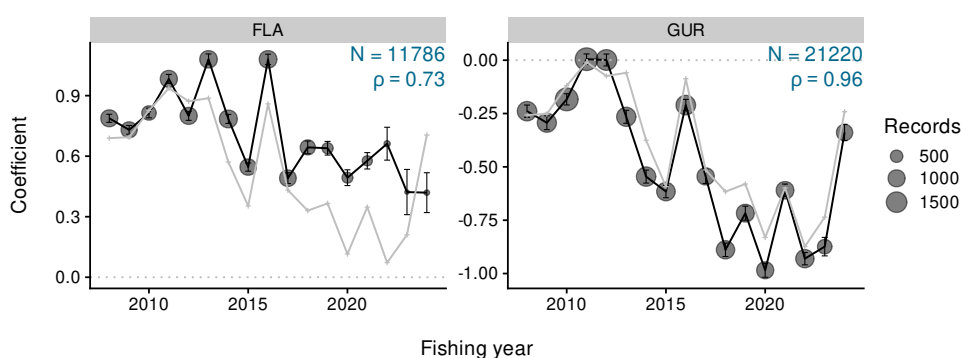 FLA
GUR
N = 11786
ρ = 0.73
N = 21220
ρ = 0.96
Coefficient
0.9
0.6
0.3
0.0
0.00
-0.25
-0.50
-0.75
-1.00
2010
2015
2020
2010
2015
2020
Fishing year
Records
500
1000
1500